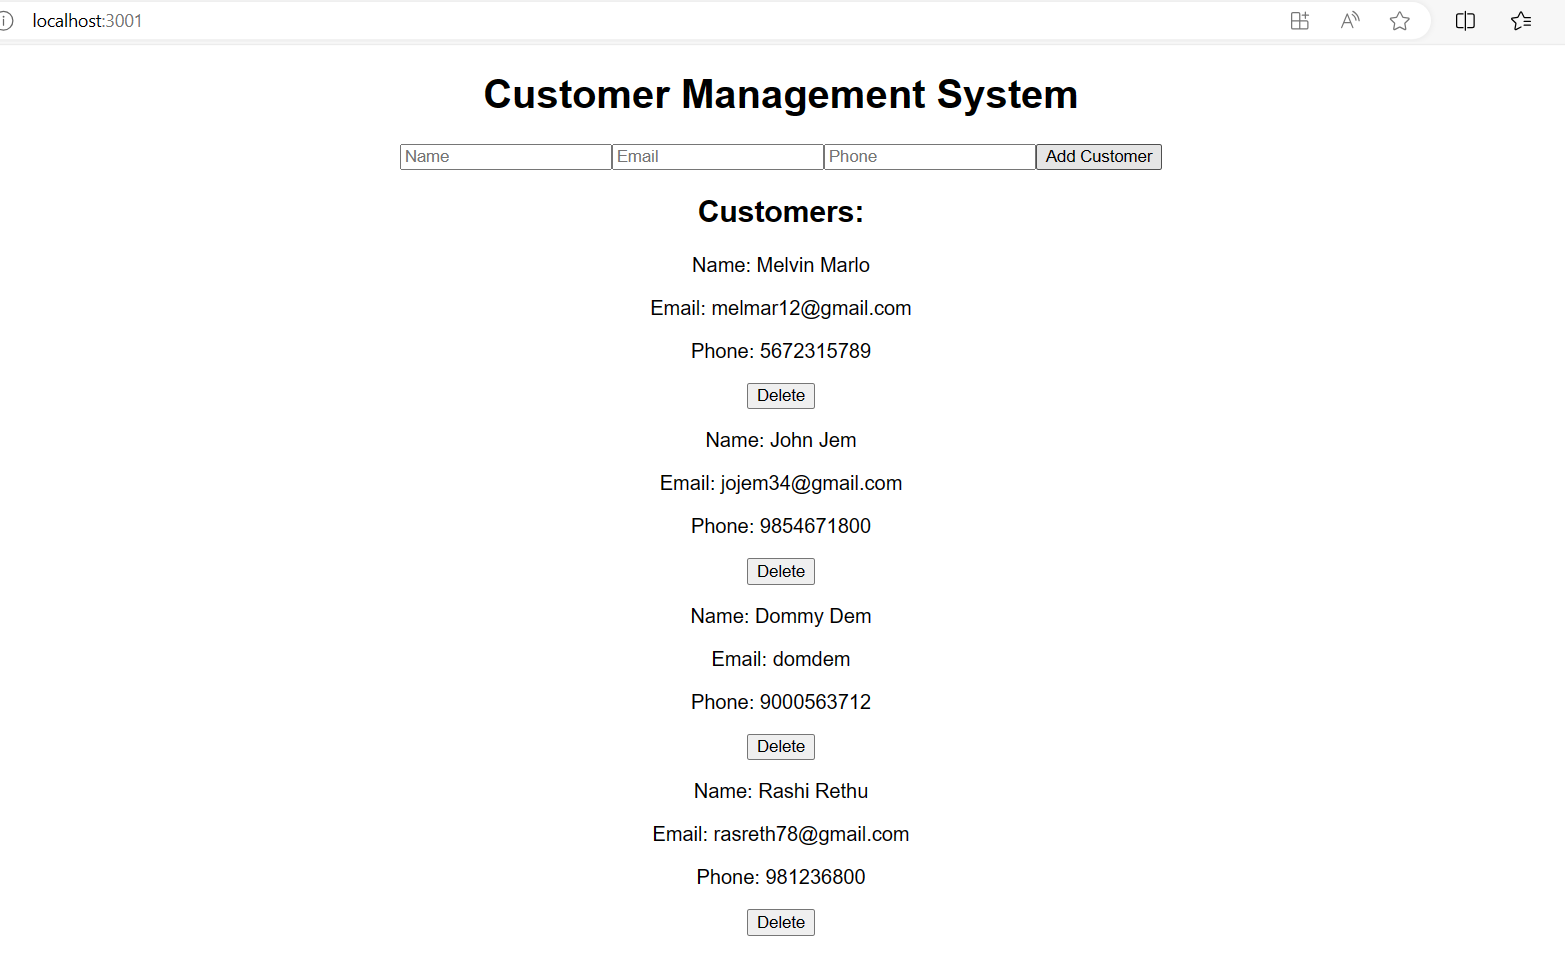 localhost:3001
Customer Management System
Name Email Phone Add Customer
Customers:
Name: Melvin Marlo
Email: melmar12@gmail.com
Phone: 5672315789
Delete
Name: John Jem
Email: jojem34@gmail.com
Phone: 9854671800
Delete
Name: Dommy Dem
Email: domdem
Phone: 9000563712
Delete
Name: Rashi Rethu
Email: rasreth78@gmail.com
Phone: 981236800
Delete